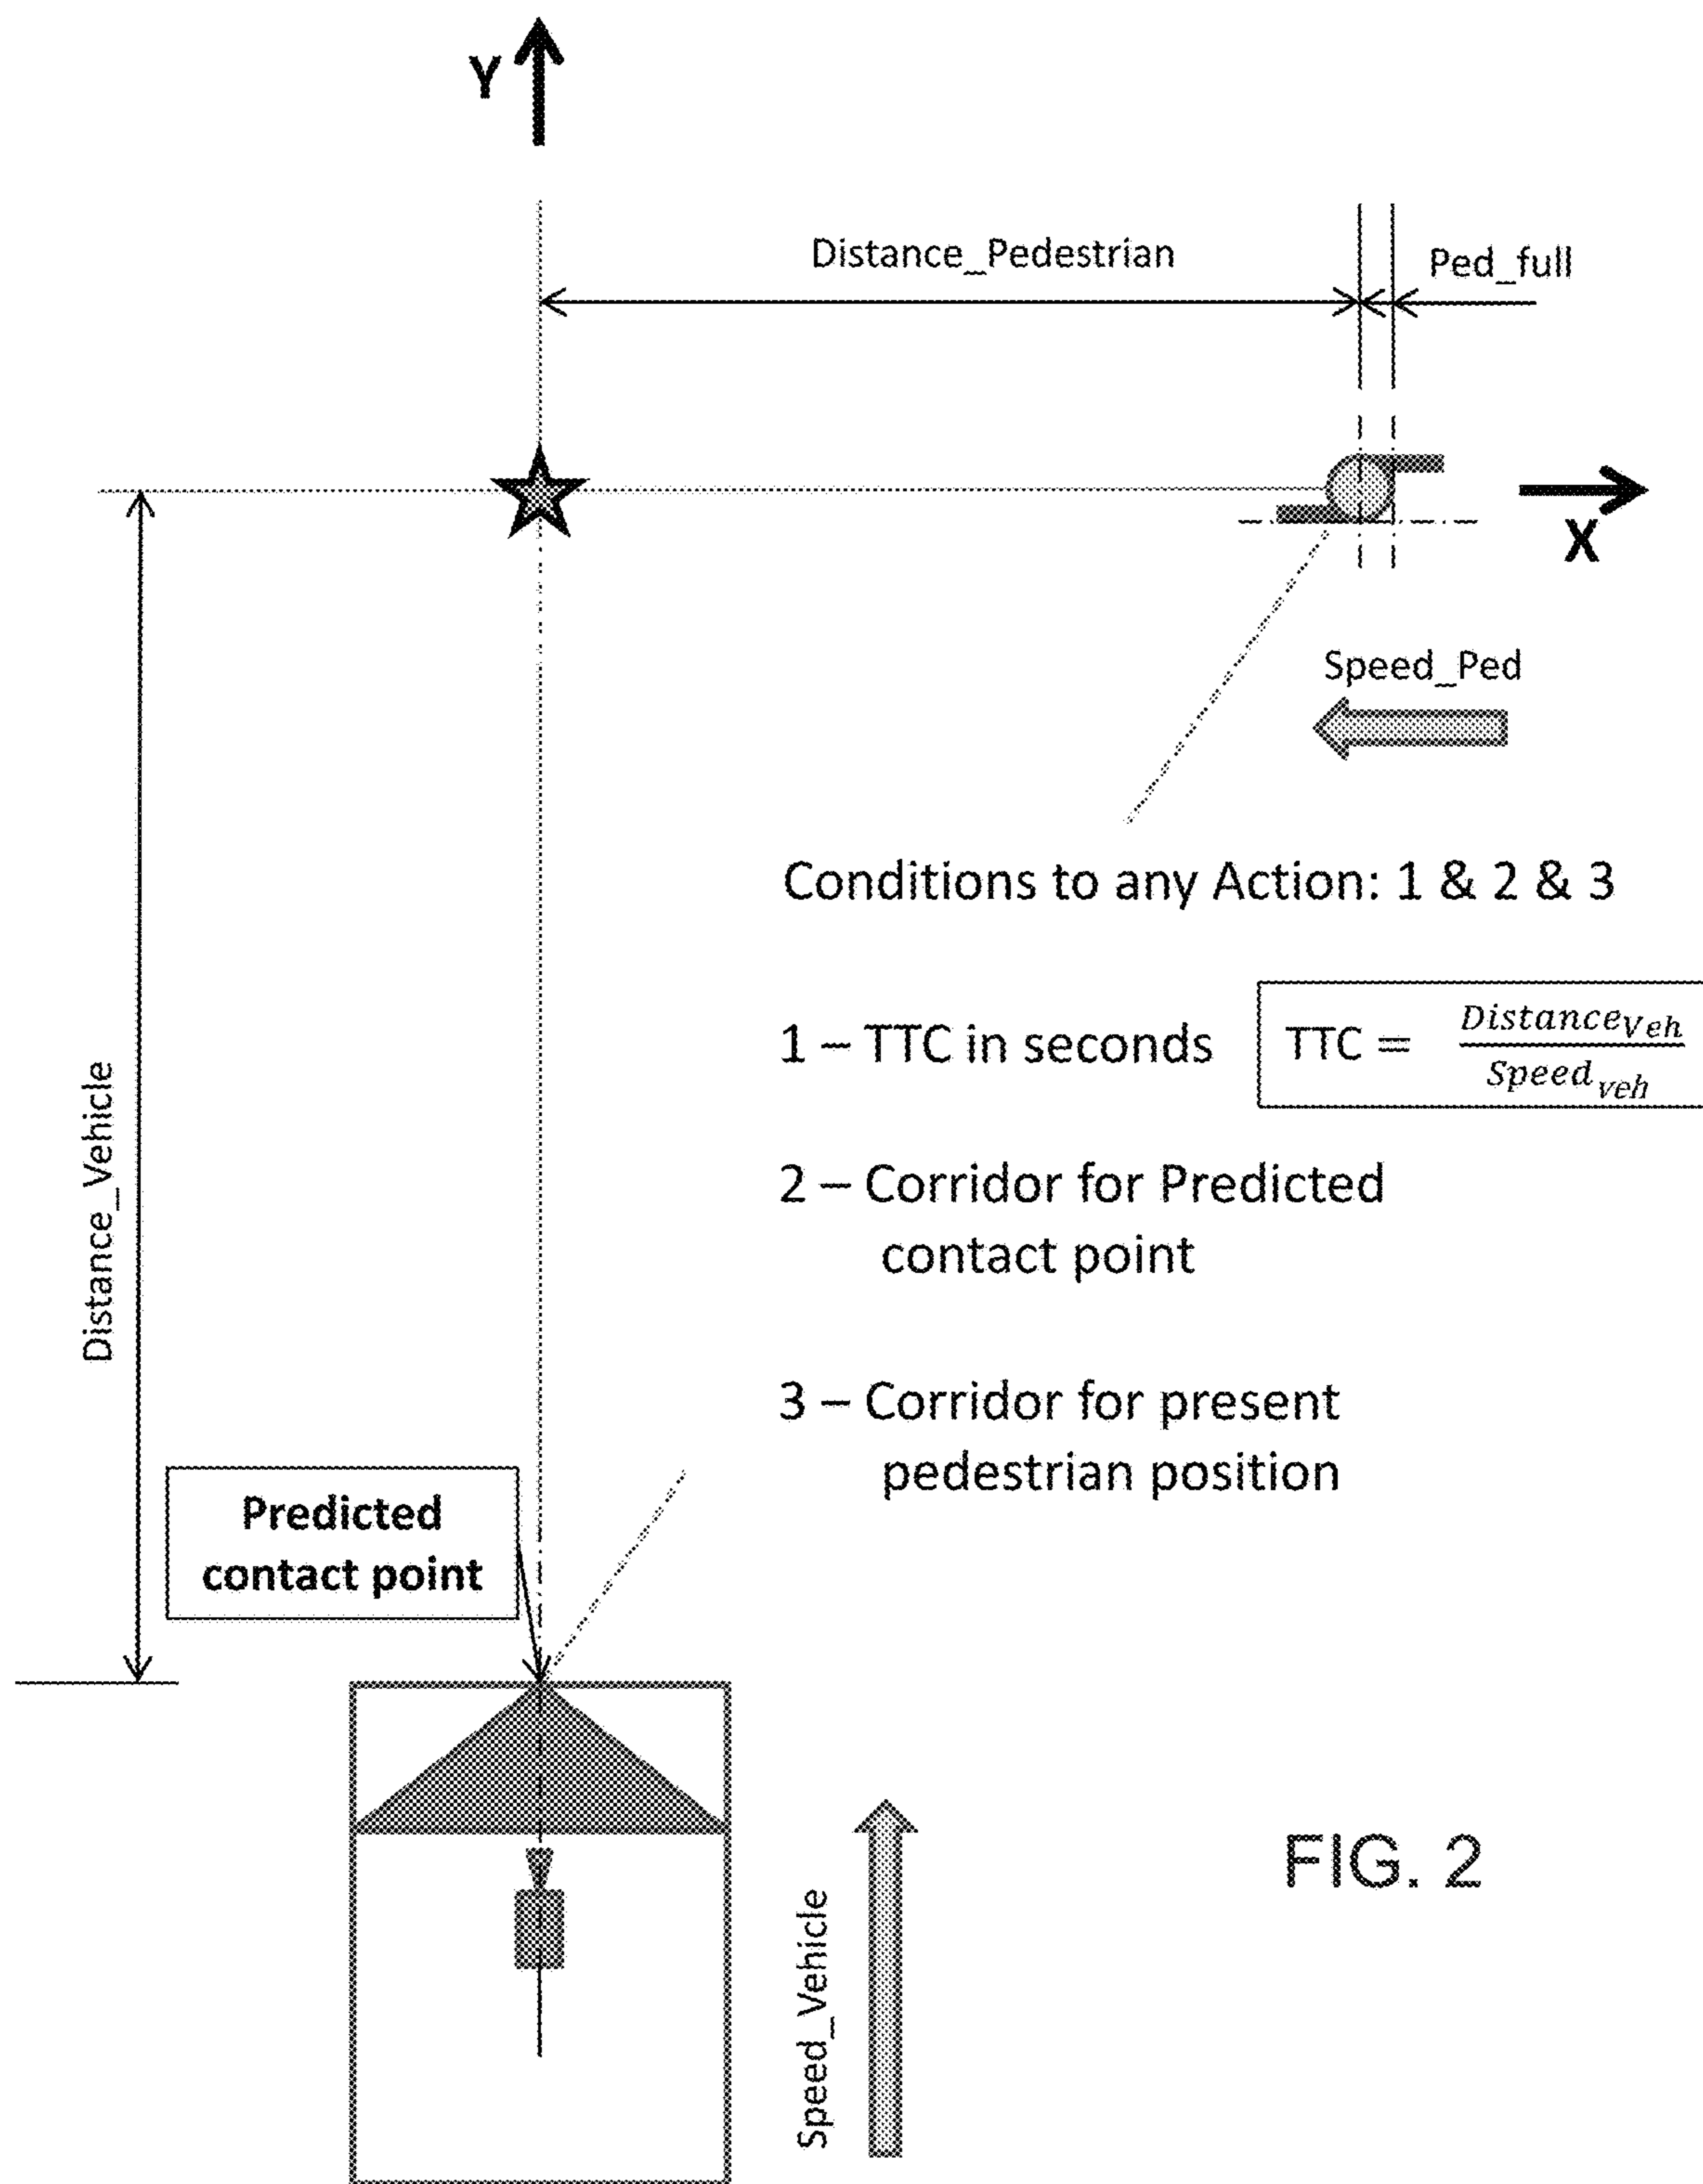 Y
Distance_Pedestrian
Ped_full
X
Speed_Ped
Conditions to any Action: 1 & 2 & 3
1 – TTC in seconds
TTC = Distance_Veh / Speed_veh
2 – Corridor for Predicted
contact point
3 – Corridor for present
pedestrian position
Distance_Vehicle
Predicted
contact point
Speed_Vehicle
FIG. 2